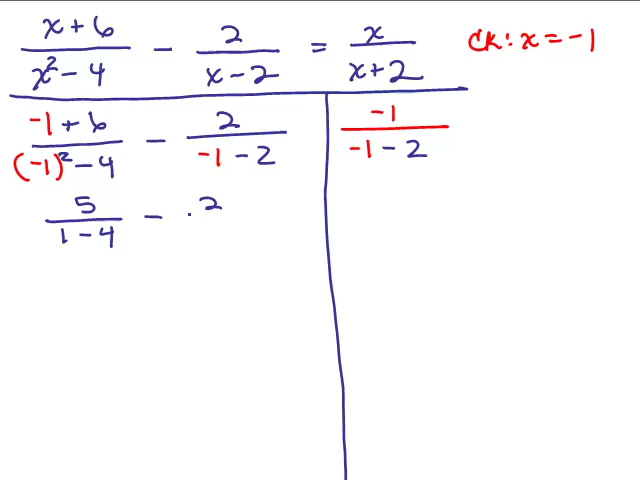 x + 6 / x² - 4 - 2 / x - 2 = x / x + 2 CK: x = -1
-1 + 6 / (-1)² - 4 - 2 / -1 - 2 -1 / -1 - 2
5 / 1 - 4 - 2